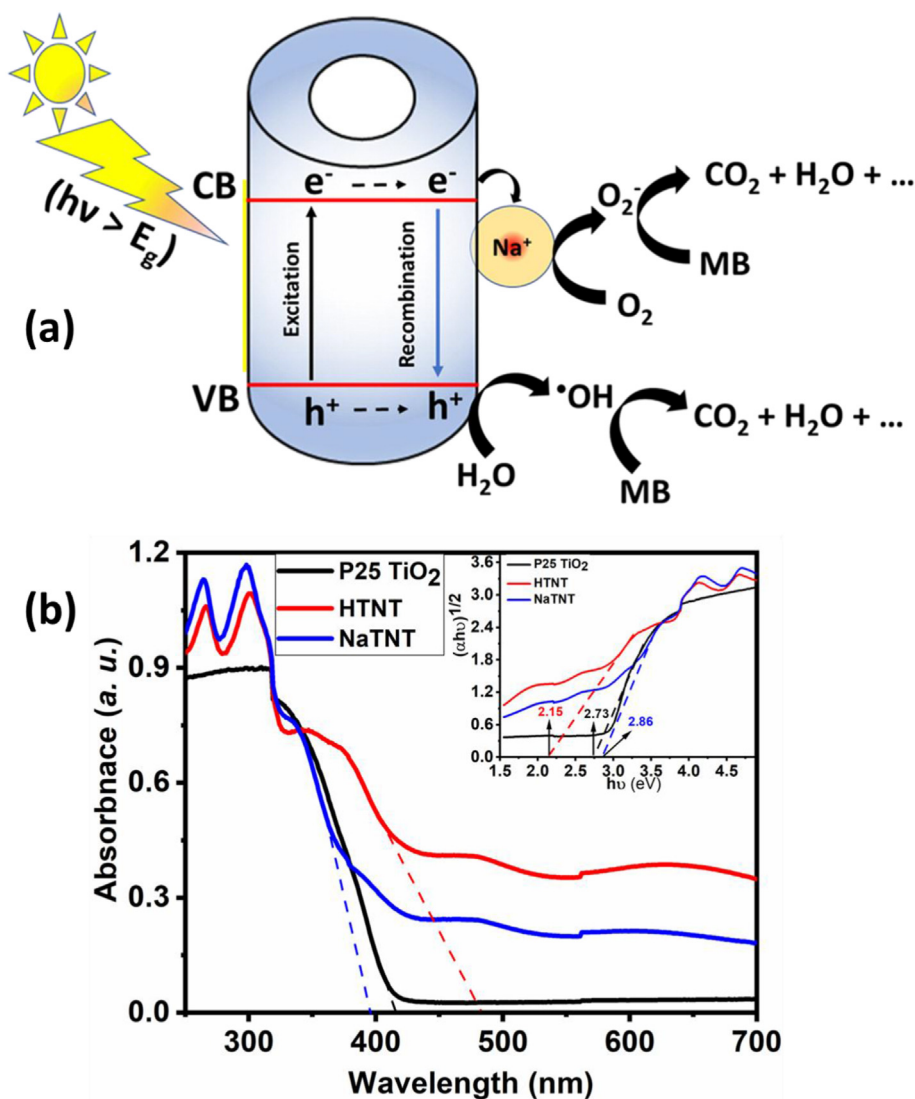 (hν > Eg)
CB
e⁻ e⁻
Excitation
Recombination
Na⁺
O₂⁻
O₂
MB
CO₂ + H₂O + ...
(a)
VB
h⁺ h⁺
H₂O
•OH
MB
CO₂ + H₂O + ...
(b)
Absorbnace (a. u.)
1.2
0.9
0.6
0.3
0.0
P25 TiO₂
HTNT
NaTNT
300 400 500 600 700
Wavelength (nm)
(αhυ)1/2
3.6
3.0
2.4
1.8
1.2
0.6
0.0
P25 TiO₂
HTNT
NaTNT
2.15
2.73
2.86
1.5 2.0 2.5 3.0 3.5 4.0 4.5
hυ (eV)